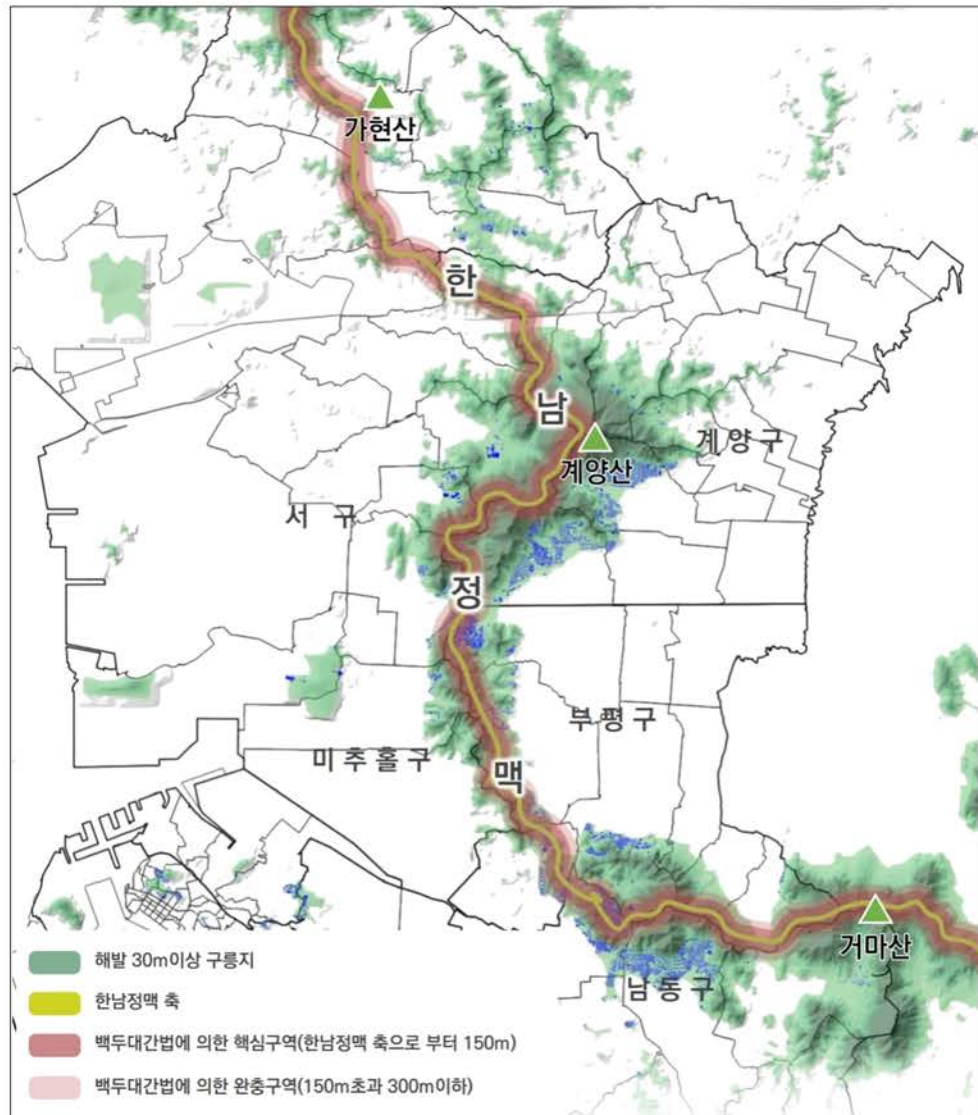 가현산
한
남
계양구
계양산
서 구
정
부평구
미추홀구
맥
거마산
남동구
해발 30m이상 구릉지
한남정맥 축
백두대간법에 의한 핵심구역(한남정맥 축으로 부터 150m)
백두대간법에 의한 완충구역(150m초과 300m이하)